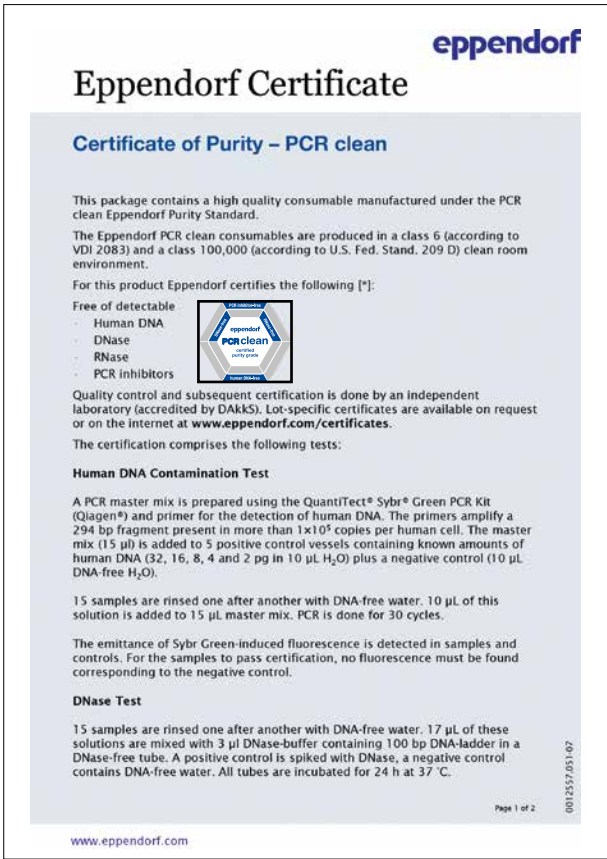 eppendorf
Eppendorf Certificate
Certificate of Purity – PCR clean
This package contains a high quality consumable manufactured under the PCR
clean Eppendorf Purity Standard.
The Eppendorf PCR clean consumables are produced in a class 6 (according to
VDI 2083) and a class 100,000 (according to U.S. Fed. Stand. 209 D) clean room
environment.
For this product Eppendorf certifies the following [*]:
Free of detectable
· Human DNA
· DNase
· RNase
· PCR inhibitors
PCR inhibitor-free
eppendorf
PCR clean
certified
purity grade
human DNA-free
Quality control and subsequent certification is done by an independent
laboratory (accredited by DAkkS). Lot-specific certificates are available on request
or on the internet at www.eppendorf.com/certificates.
The certification comprises the following tests:
Human DNA Contamination Test
A PCR master mix is prepared using the QuantiTect® Sybr® Green PCR Kit
(Qiagen®) and primer for the detection of human DNA. The primers amplify a
294 bp fragment present in more than 1×10⁵ copies per human cell. The master
mix (15 µl) is added to 5 positive control vessels containing known amounts of
human DNA (32, 16, 8, 4 and 2 pg in 10 µL H₂O) plus a negative control (10 µL
DNA-free H₂O).
15 samples are rinsed one after another with DNA-free water. 10 µL of this
solution is added to 15 µL master mix. PCR is done for 30 cycles.
The emittance of Sybr Green-induced fluorescence is detected in samples and
controls. For the samples to pass certification, no fluorescence must be found
corresponding to the negative control.
DNase Test
15 samples are rinsed one after another with DNA-free water. 17 µL of these
solutions are mixed with 3 µl DNase-buffer containing 100 bp DNA-ladder in a
DNase-free tube. A positive control is spiked with DNase, a negative control
contains DNA-free water. All tubes are incubated for 24 h at 37 °C.
Page 1 of 2
0012557.051-07
www.eppendorf.com